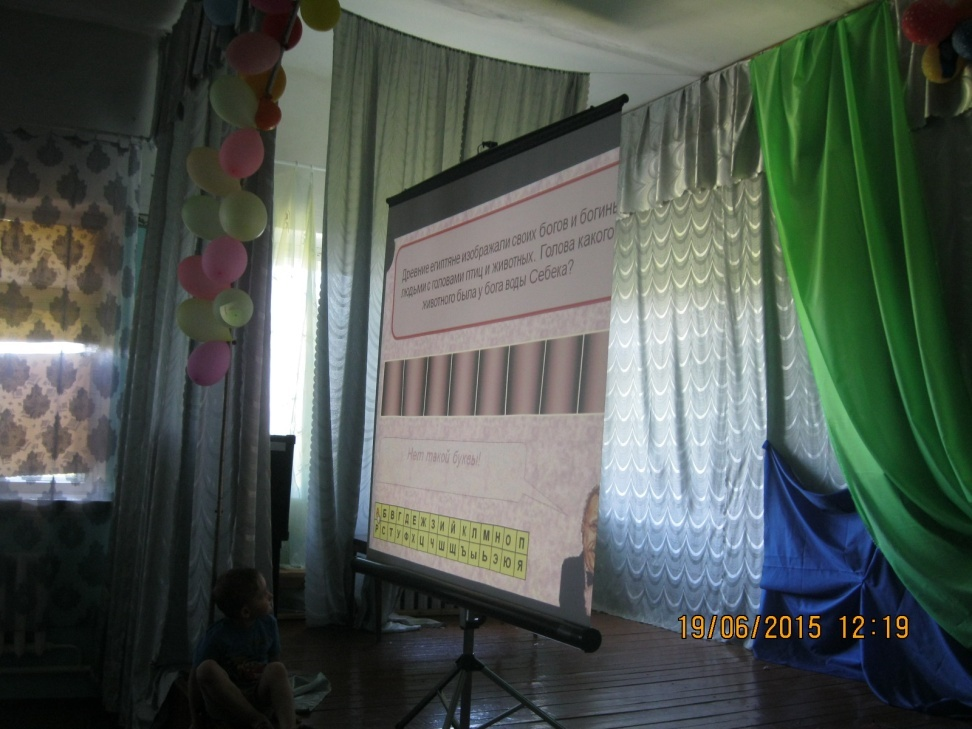 Древние египтяне изображали своих богов и богинь
людьми с головами птиц и животных. Голова какого
животного была у бога воды Себека?
Нет такой буквы!
А Б В Г Д Е Ж З И Й К Л М Н О П
Р С Т У Ф Х Ц Ч Ш Щ Ъ Ы Ь Э Ю Я
19/06/2015 12:19